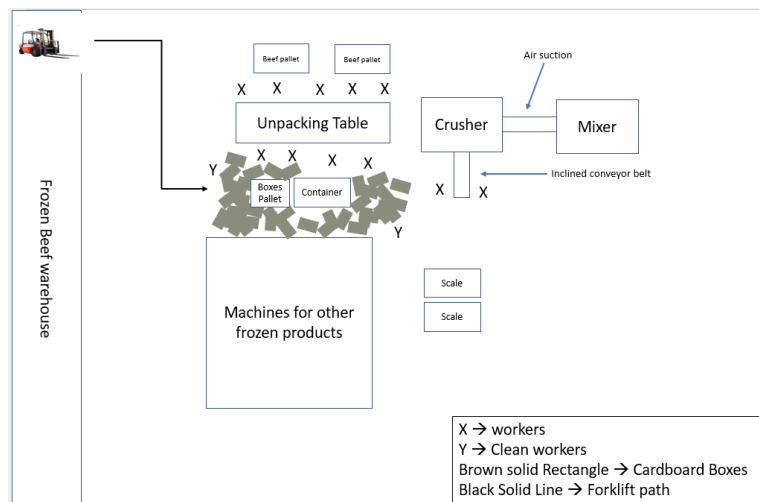 Beef pallet
Beef pallet
Air suction
X X X X X
Unpacking Table
Crusher
Mixer
Y
X X X X
Inclined conveyor belt
Boxes
Pallet
Container
X X
Y
Frozen Beef warehouse
Scale
Machines for other
frozen products
Scale
X → workers
Y → Clean workers
Brown solid Rectangle → Cardboard Boxes
Black Solid Line → Forklift path